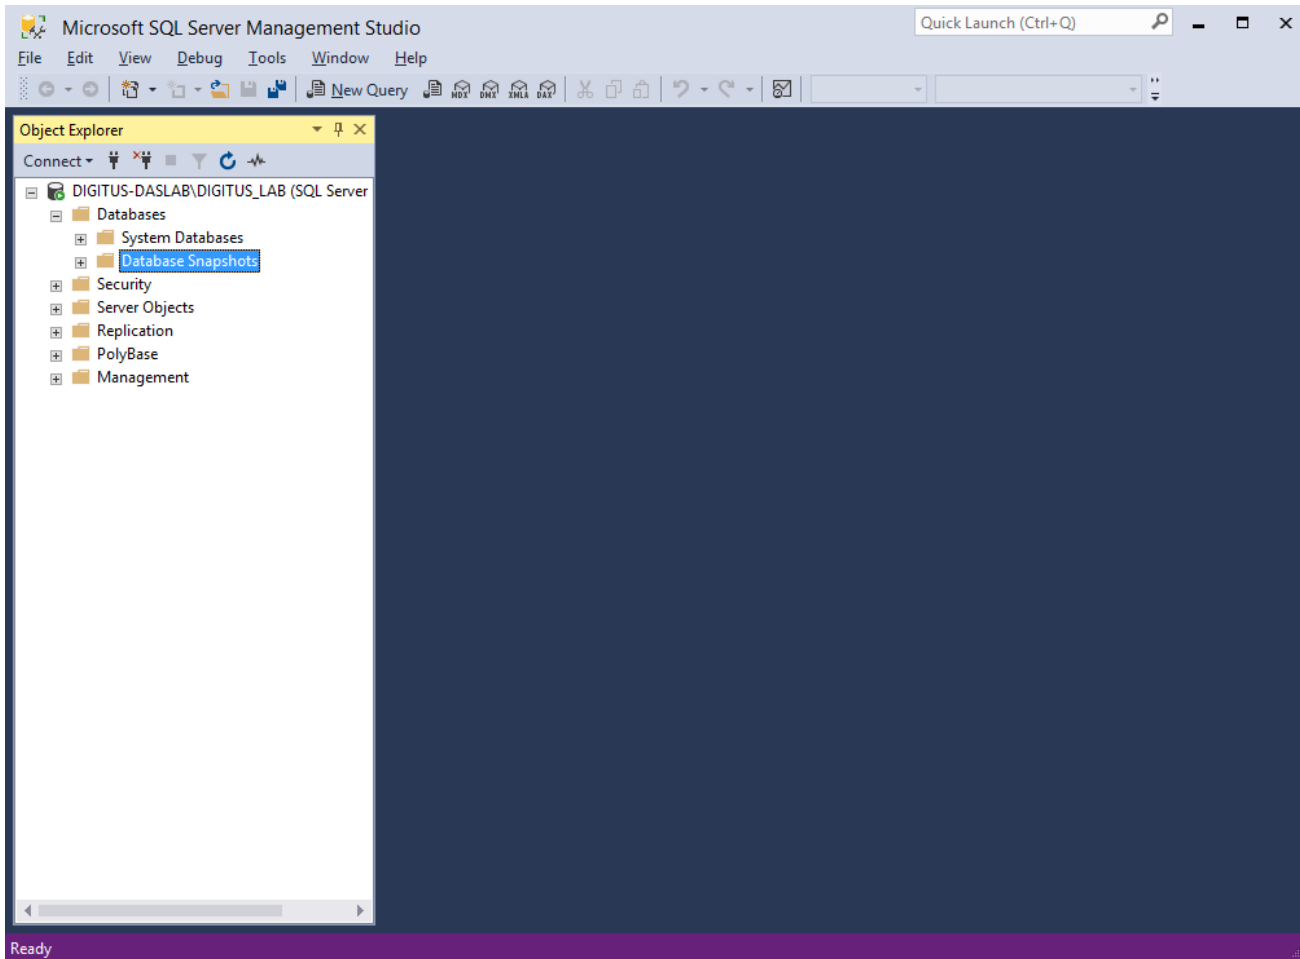 Microsoft SQL Server Management Studio
Quick Launch (Ctrl+Q)
File Edit View Debug Tools Window Help
New Query MDX DMX XMLA DAX
Object Explorer
Connect
DIGITUS-DASLAB\DIGITUS_LAB (SQL Server
Databases
System Databases
Database Snapshots
Security
Server Objects
Replication
PolyBase
Management
Ready